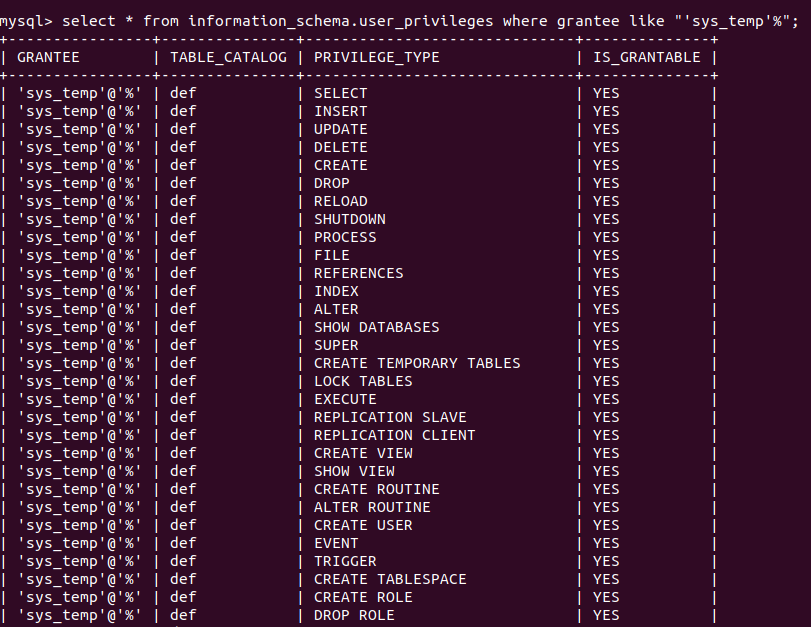 mysql> select * from information_schema.user_privileges where grantee like "'sys_temp'%";
+----------------+---------------+------------------------------+--------------+
| GRANTEE        | TABLE_CATALOG | PRIVILEGE_TYPE               | IS_GRANTABLE |
+----------------+---------------+------------------------------+--------------+
| 'sys_temp'@'%' | def           | SELECT                       | YES          |
| 'sys_temp'@'%' | def           | INSERT                       | YES          |
| 'sys_temp'@'%' | def           | UPDATE                       | YES          |
| 'sys_temp'@'%' | def           | DELETE                       | YES          |
| 'sys_temp'@'%' | def           | CREATE                       | YES          |
| 'sys_temp'@'%' | def           | DROP                         | YES          |
| 'sys_temp'@'%' | def           | RELOAD                       | YES          |
| 'sys_temp'@'%' | def           | SHUTDOWN                     | YES          |
| 'sys_temp'@'%' | def           | PROCESS                      | YES          |
| 'sys_temp'@'%' | def           | FILE                         | YES          |
| 'sys_temp'@'%' | def           | REFERENCES                   | YES          |
| 'sys_temp'@'%' | def           | INDEX                        | YES          |
| 'sys_temp'@'%' | def           | ALTER                        | YES          |
| 'sys_temp'@'%' | def           | SHOW DATABASES               | YES          |
| 'sys_temp'@'%' | def           | SUPER                        | YES          |
| 'sys_temp'@'%' | def           | CREATE TEMPORARY TABLES      | YES          |
| 'sys_temp'@'%' | def           | LOCK TABLES                  | YES          |
| 'sys_temp'@'%' | def           | EXECUTE                      | YES          |
| 'sys_temp'@'%' | def           | REPLICATION SLAVE            | YES          |
| 'sys_temp'@'%' | def           | REPLICATION CLIENT           | YES          |
| 'sys_temp'@'%' | def           | CREATE VIEW                  | YES          |
| 'sys_temp'@'%' | def           | SHOW VIEW                    | YES          |
| 'sys_temp'@'%' | def           | CREATE ROUTINE               | YES          |
| 'sys_temp'@'%' | def           | ALTER ROUTINE                | YES          |
| 'sys_temp'@'%' | def           | CREATE USER                  | YES          |
| 'sys_temp'@'%' | def           | EVENT                        | YES          |
| 'sys_temp'@'%' | def           | TRIGGER                      | YES          |
| 'sys_temp'@'%' | def           | CREATE TABLESPACE            | YES          |
| 'sys_temp'@'%' | def           | CREATE ROLE                  | YES          |
| 'sys_temp'@'%' | def           | DROP ROLE                    | YES          |